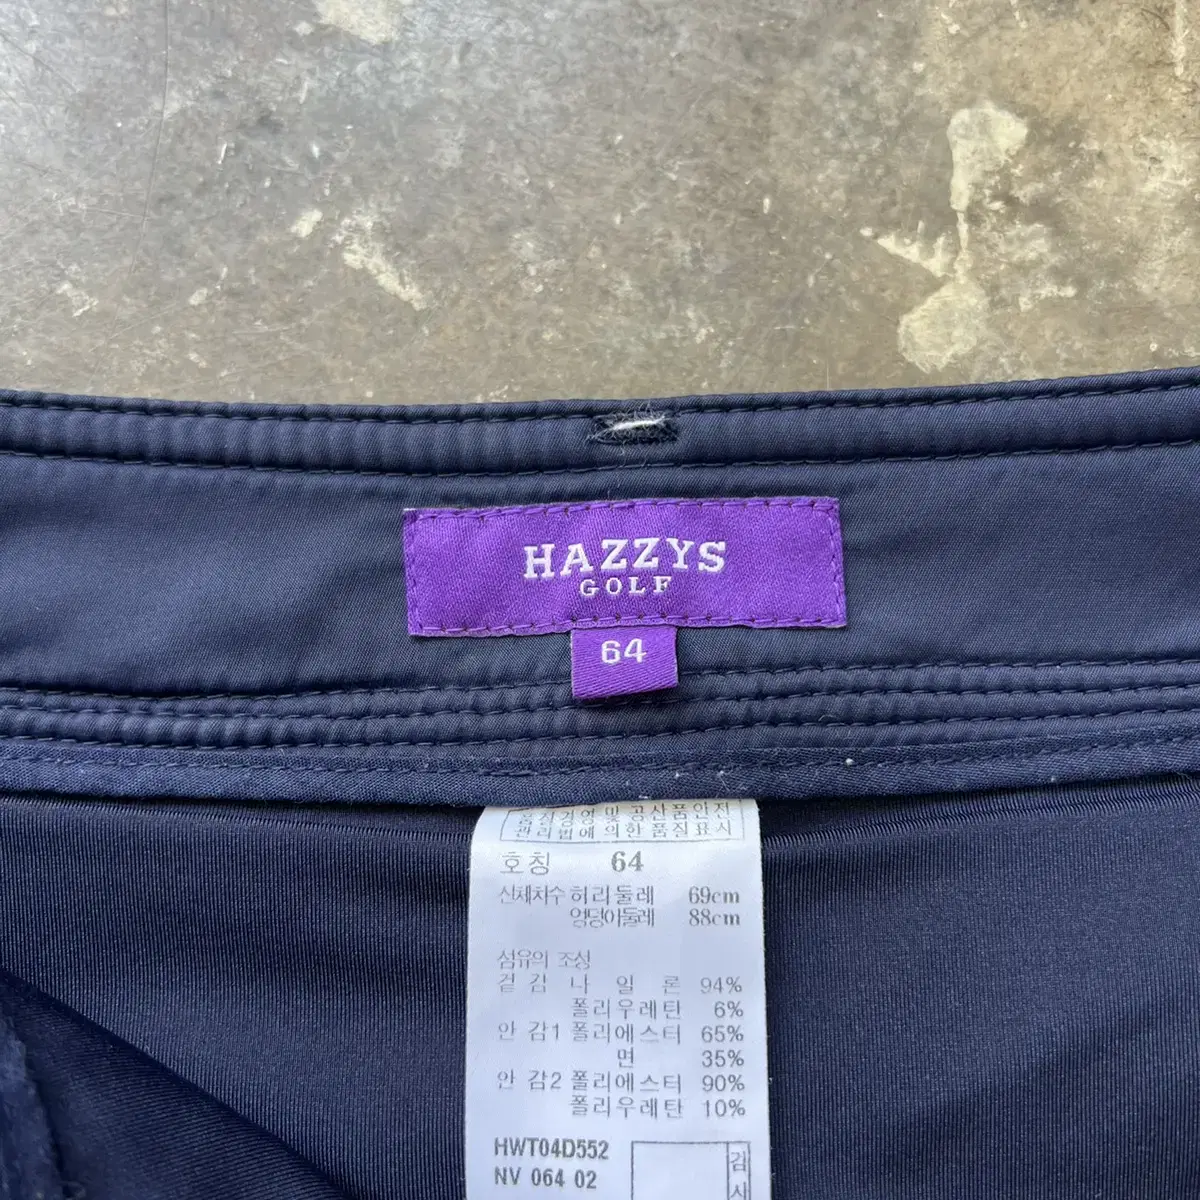 HAZZYS
GOLF
64
품질경영 및 공산품안전
관리법에 의한 품질표시
호칭 64
신체치수 허리둘레 69cm
엉덩이둘레 88cm
섬유의 조성
겉감 나일론 94%
폴리우레탄 6%
안감1 폴리에스터 65%
면 35%
안감2 폴리에스터 90%
폴리우레탄 10%
HWT04D552
NV 064 02
검
사